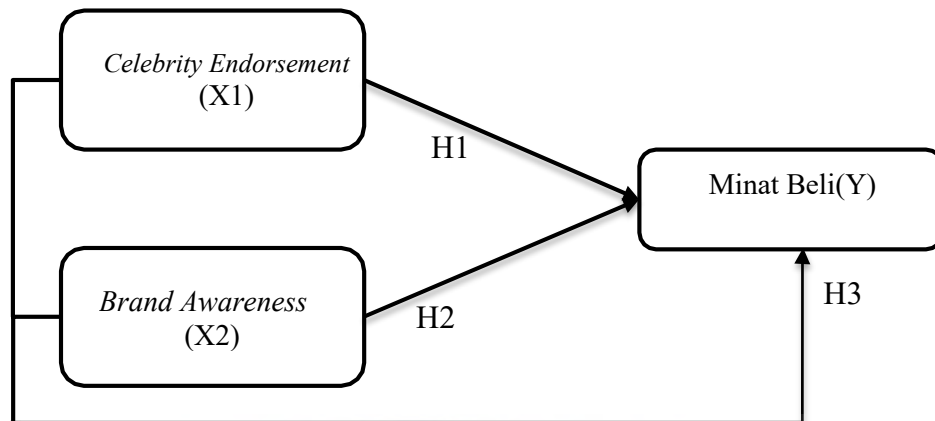 Celebrity Endorsement
(X1)
H1
Minat Beli(Y)
Brand Awareness
(X2)
H2
H3